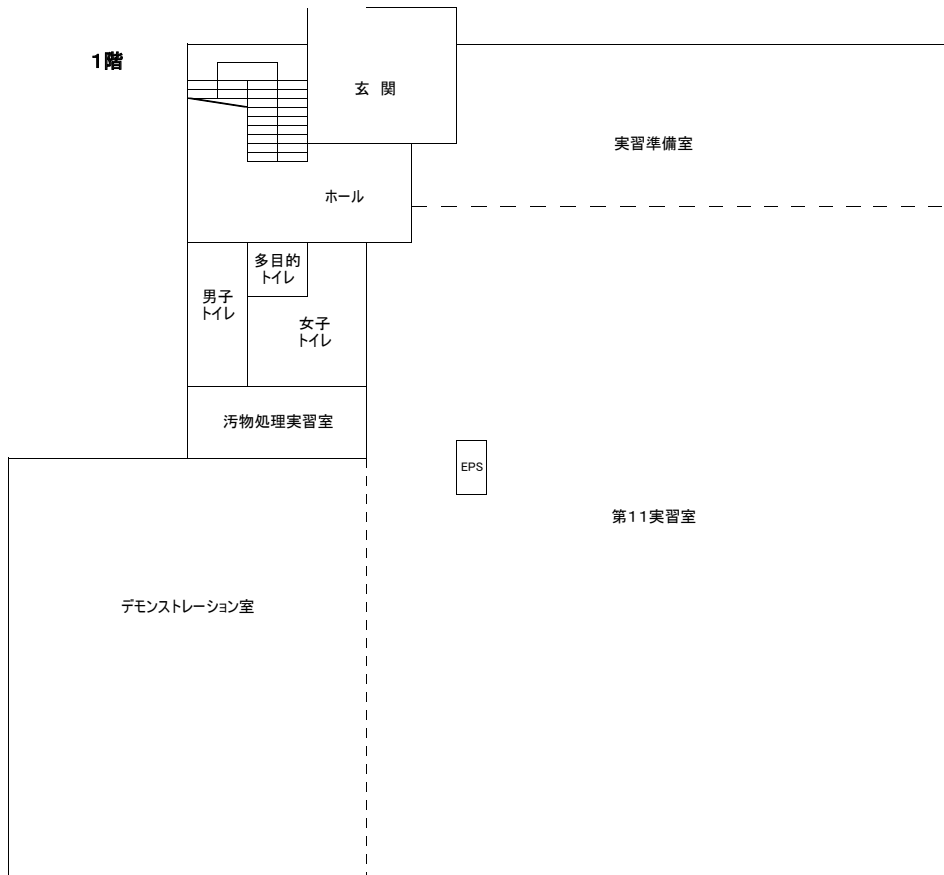 1階
玄 関
実習準備室
ホール
多目的
トイレ
男子
トイレ
女子
トイレ
汚物処理実習室
EPS
第11実習室
デモンストレーション室